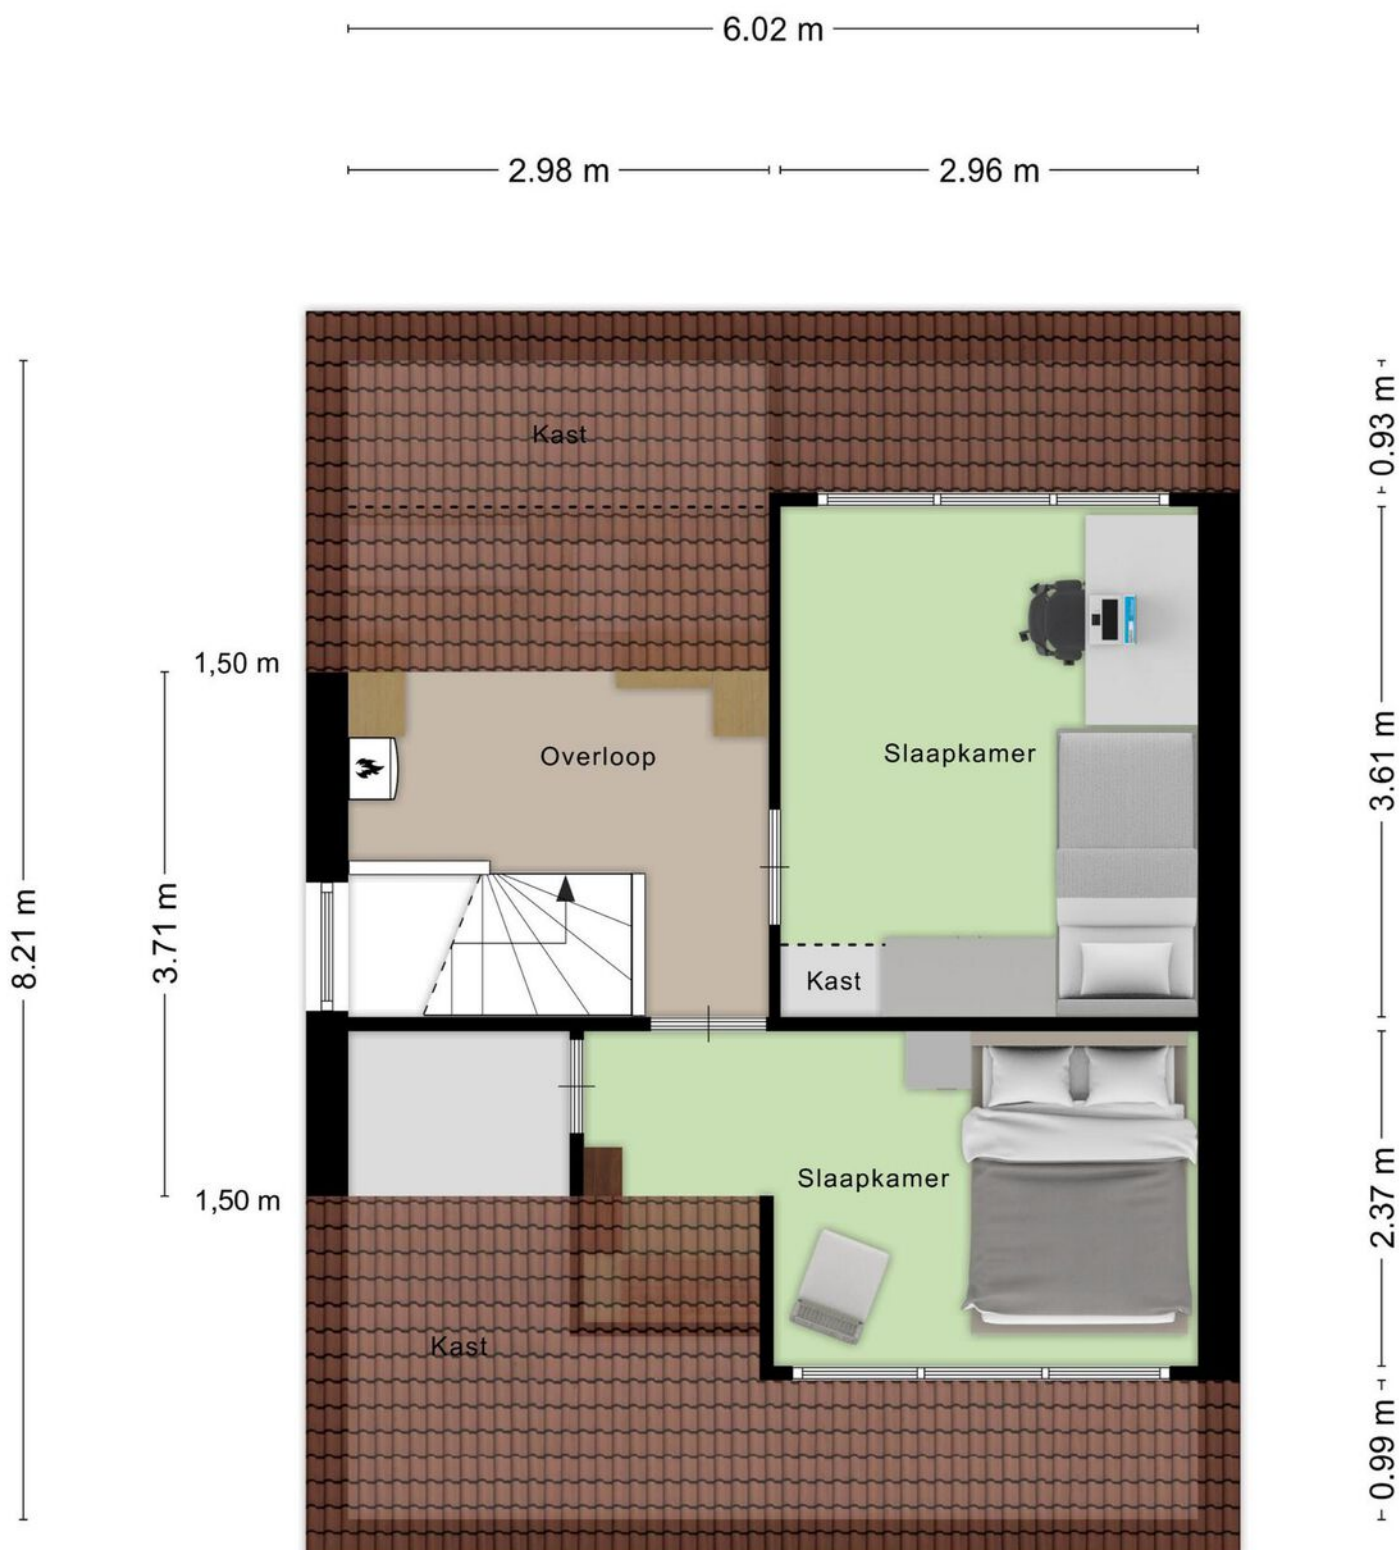 6.02 m
2.98 m
2.96 m
Kast
0.93 m
1,50 m
Overloop
Slaapkamer
3.61 m
8.21 m
3.71 m
Kast
Slaapkamer
1,50 m
2.37 m
Kast
0.99 m